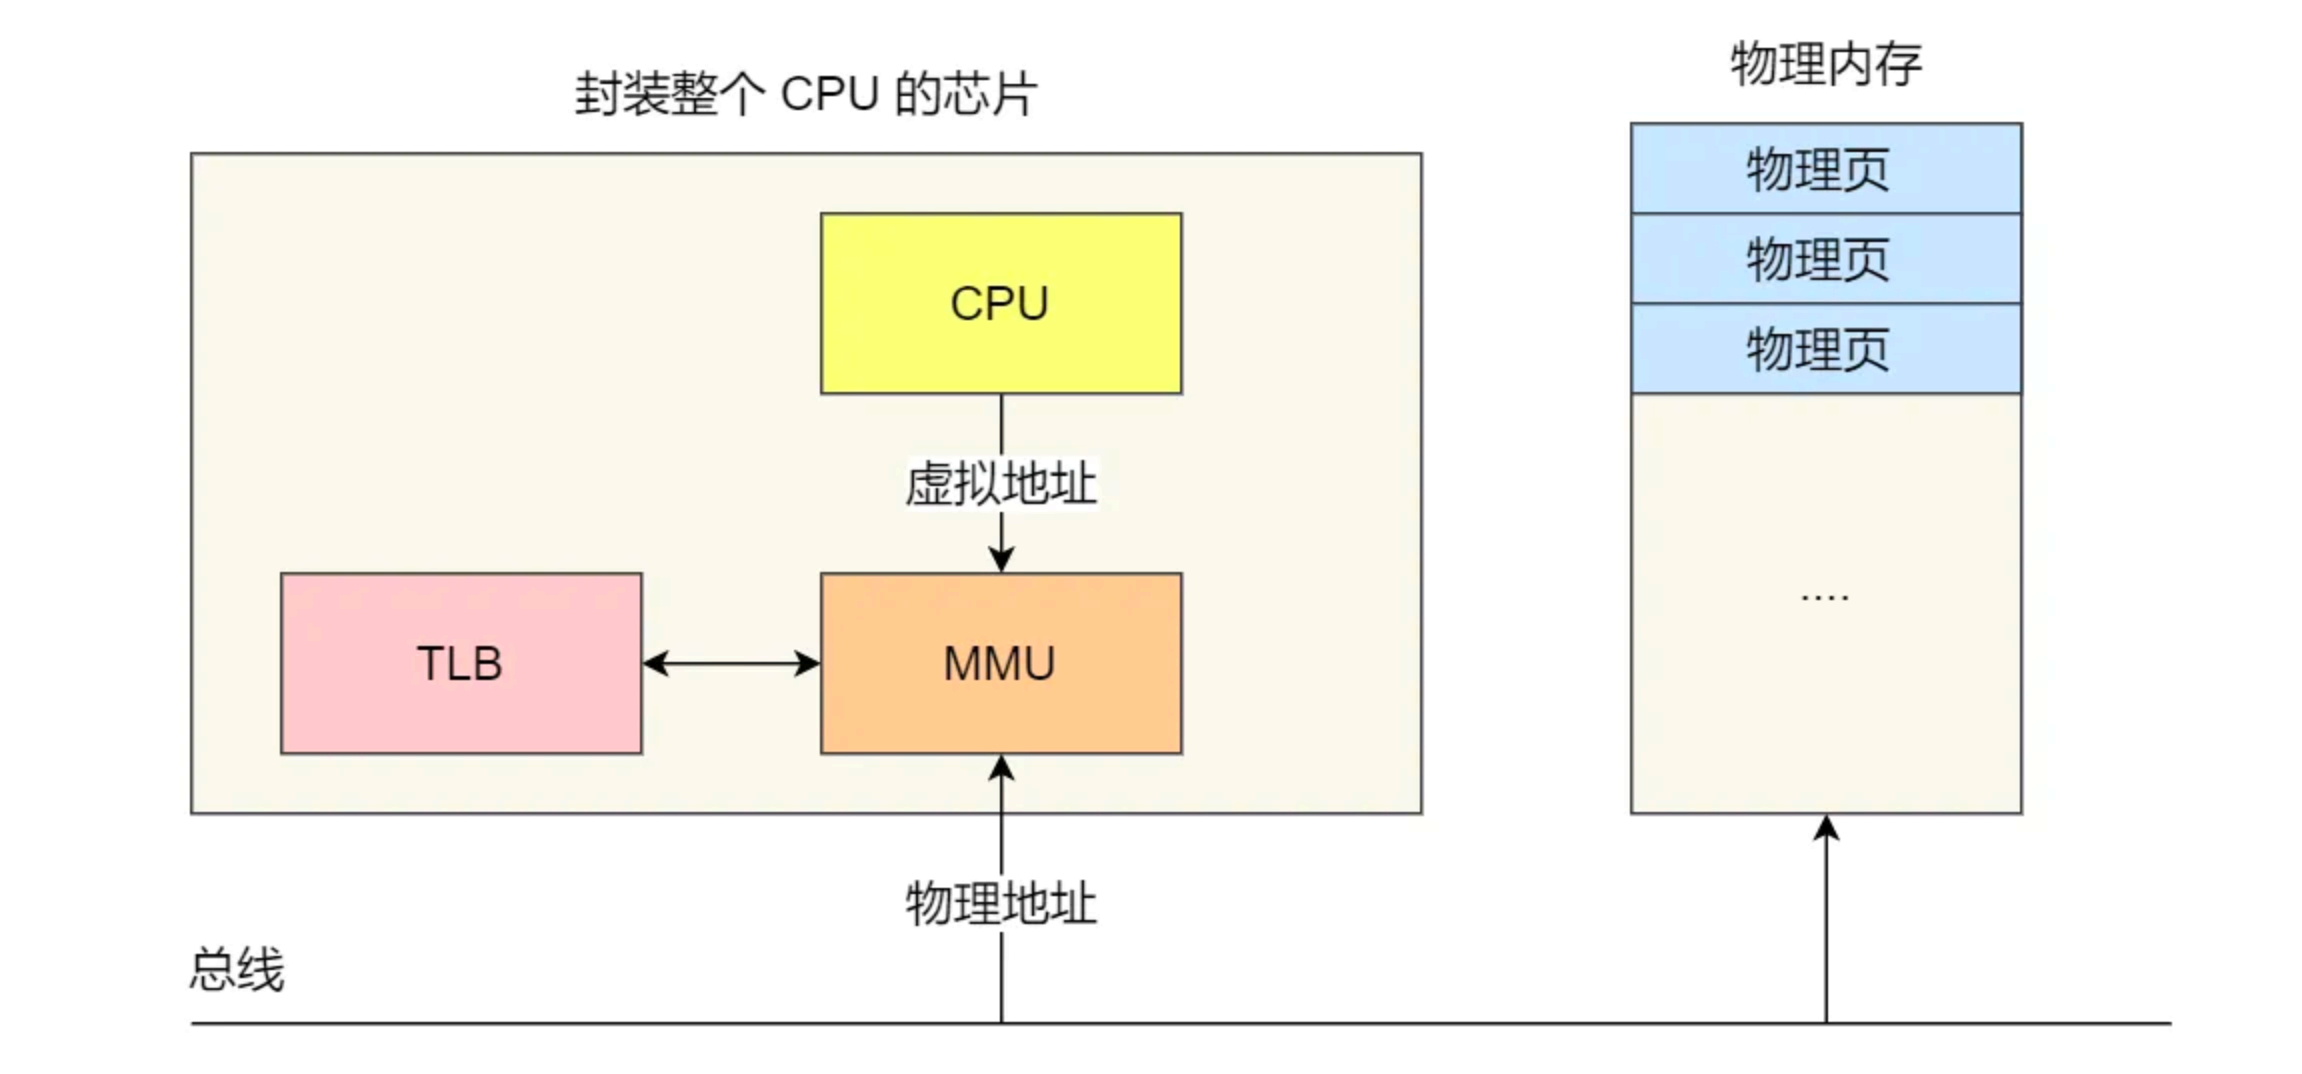 封装整个 CPU 的芯片
物理内存
物理页
物理页
物理页
CPU
虚拟地址
TLB
MMU
....
物理地址
总线